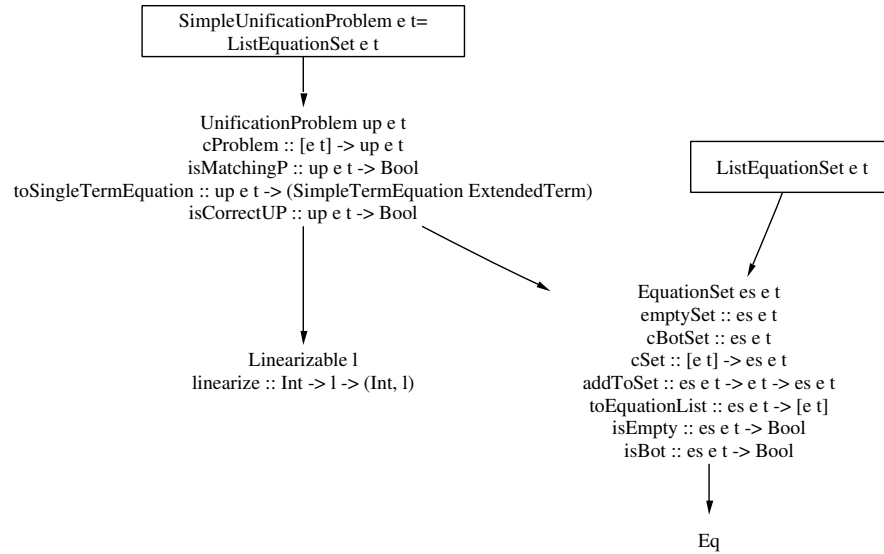 SimpleUnificationProblem e t=
ListEquationSet e t
UnificationProblem up e t
cProblem :: [e t] -> up e t
isMatchingP :: up e t -> Bool
toSingleTermEquation :: up e t -> (SimpleTermEquation ExtendedTerm)
isCorrectUP :: up e t -> Bool
ListEquationSet e t
Linearizable l
linearize :: Int -> l -> (Int, l)
EquationSet es e t
emptySet :: es e t
cBotSet :: es e t
cSet :: [e t] -> es e t
addToSet :: es e t -> e t -> es e t
toEquationList :: es e t -> [e t]
isEmpty :: es e t -> Bool
isBot :: es e t -> Bool
Eq